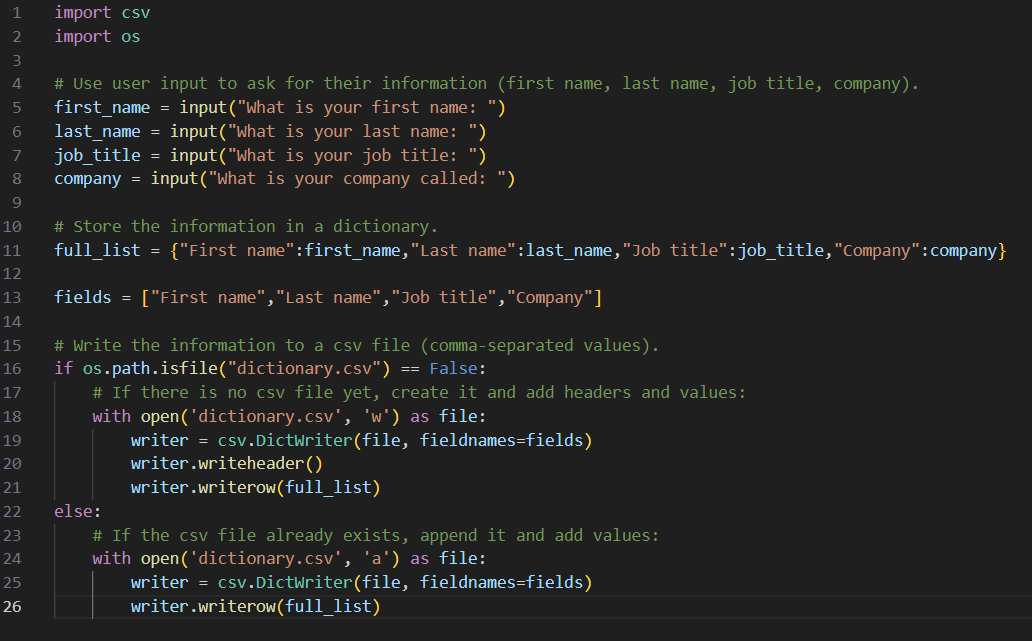 1 import csv
2 import os
3
4 # Use user input to ask for their information (first name, last name, job title, company).
5 first_name = input("What is your first name: ")
6 last_name = input("What is your last name: ")
7 job_title = input("What is your job title: ")
8 company = input("What is your company called: ")
9
10 # Store the information in a dictionary.
11 full_list = {"First name":first_name,"Last name":last_name,"Job title":job_title,"Company":company}
12
13 fields = ["First name","Last name","Job title","Company"]
14
15 # Write the information to a csv file (comma-separated values).
16 if os.path.isfile("dictionary.csv") == False:
17     # If there is no csv file yet, create it and add headers and values:
18     with open('dictionary.csv', 'w') as file:
19         writer = csv.DictWriter(file, fieldnames=fields)
20         writer.writeheader()
21         writer.writerow(full_list)
22 else:
23     # If the csv file already exists, append it and add values:
24     with open('dictionary.csv', 'a') as file:
25         writer = csv.DictWriter(file, fieldnames=fields)
26         writer.writerow(full_list)